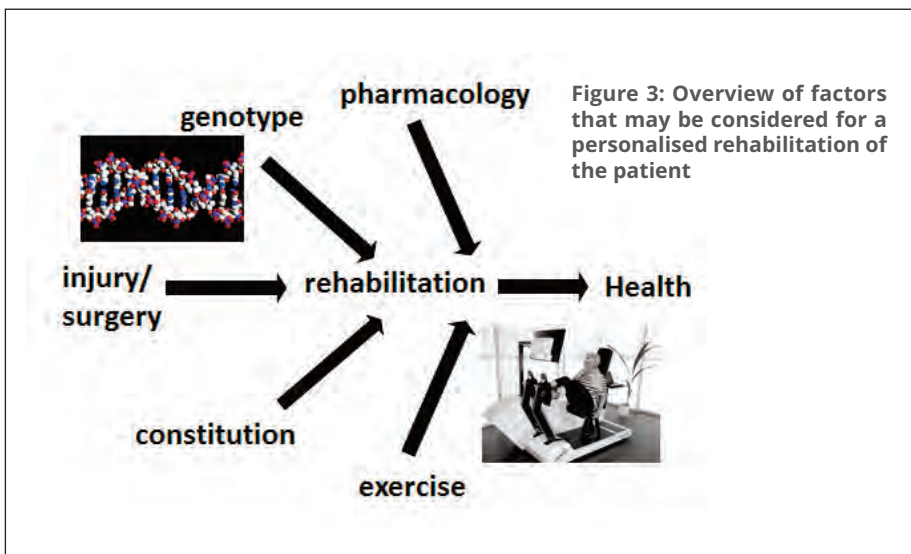 pharmacology
genotype
Figure 3: Overview of factors
that may be considered for a
personalised rehabilitation of
the patient
injury/
surgery
rehabilitation
Health
constitution
exercise